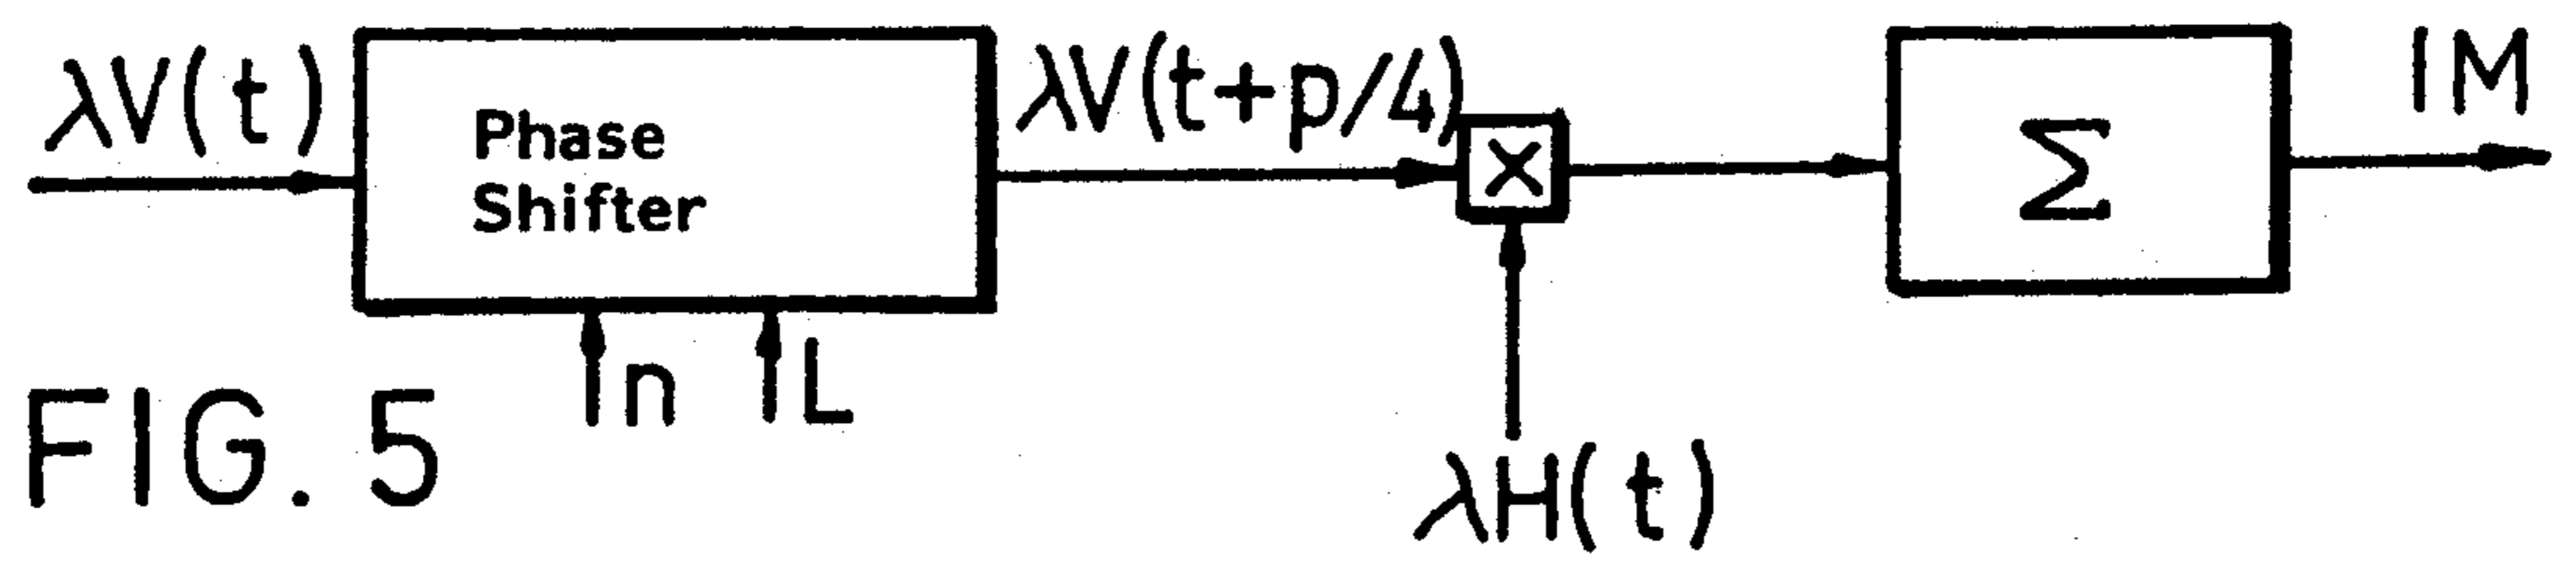 λV(t)
Phase
Shifter
n
L
λV(t+p/4)
×
λH(t)
Σ
IM
FIG. 5